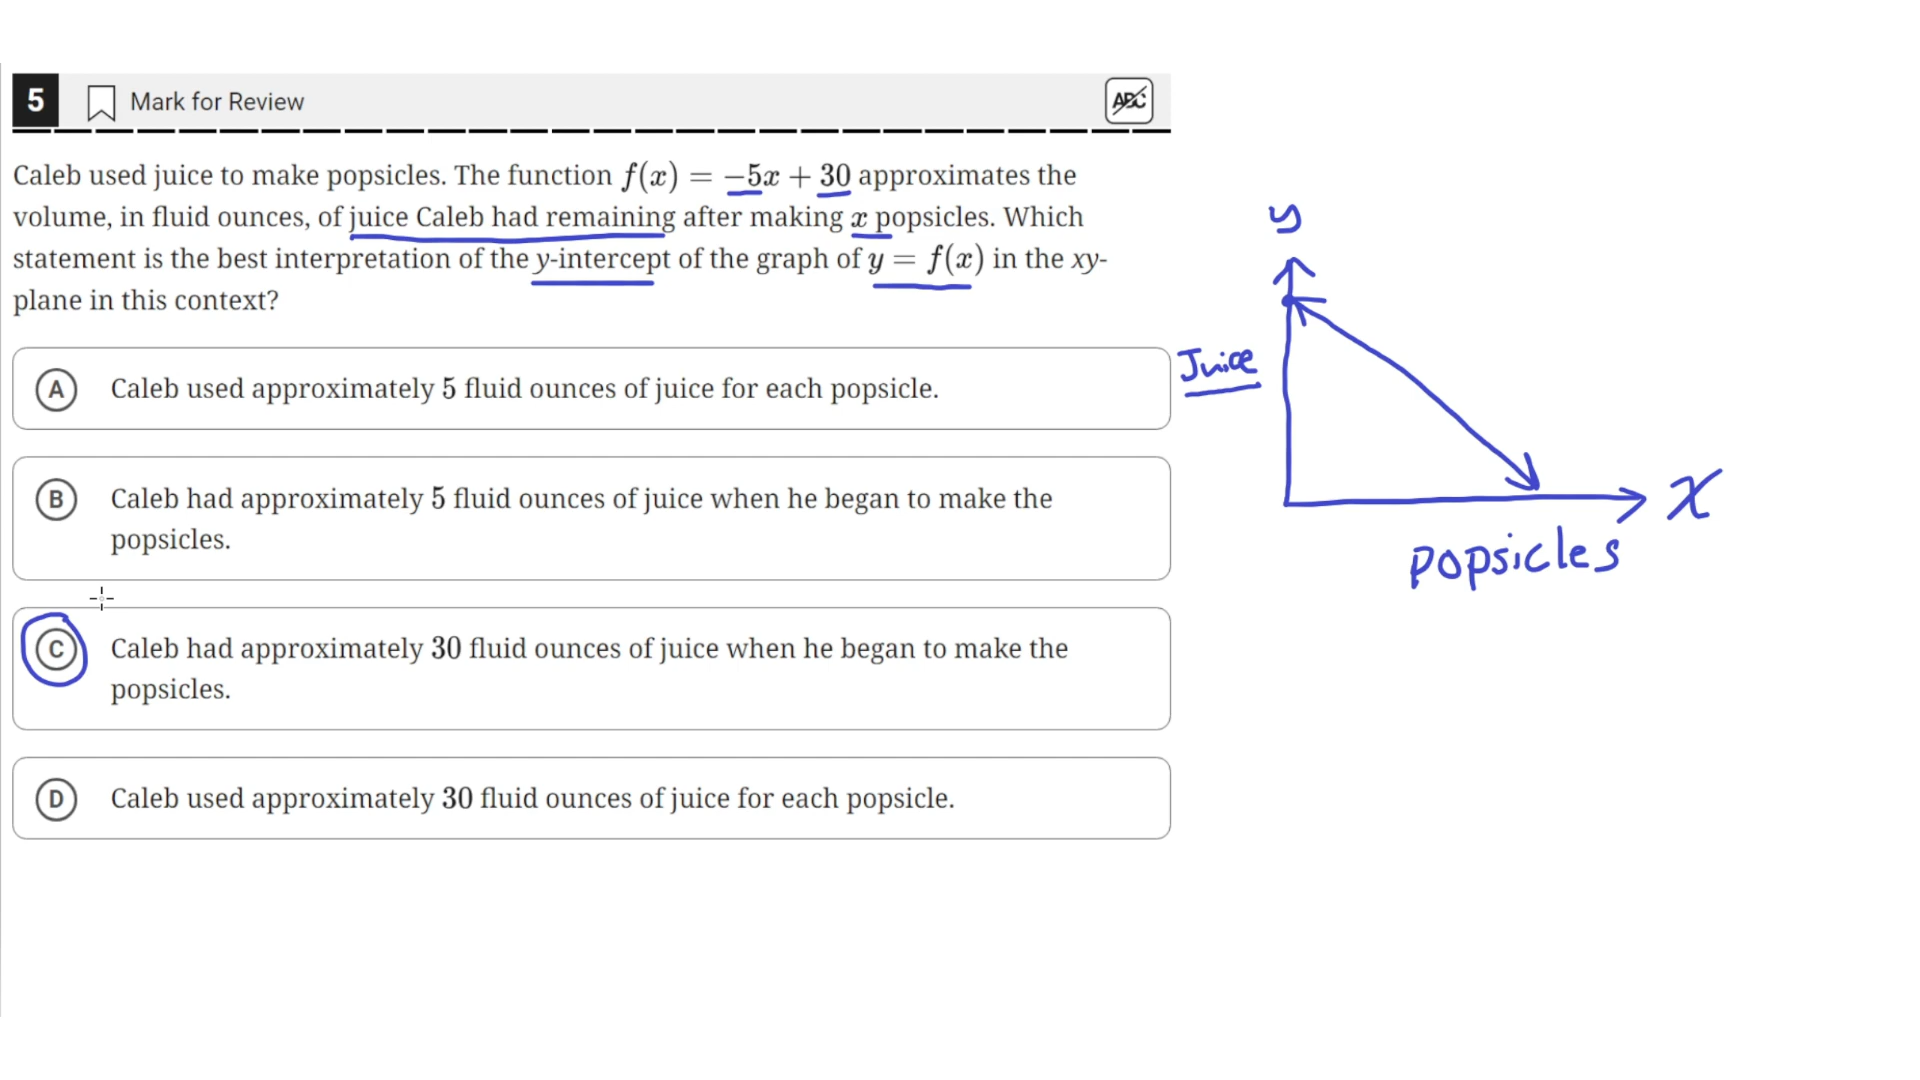 5 Mark for Review ABC
Caleb used juice to make popsicles. The function f(x) = −5x + 30 approximates the
volume, in fluid ounces, of juice Caleb had remaining after making x popsicles. Which
statement is the best interpretation of the y-intercept of the graph of y = f(x) in the xy-
plane in this context?
A Caleb used approximately 5 fluid ounces of juice for each popsicle.
B Caleb had approximately 5 fluid ounces of juice when he began to make the
popsicles.
C Caleb had approximately 30 fluid ounces of juice when he began to make the
popsicles.
D Caleb used approximately 30 fluid ounces of juice for each popsicle.
y
Juice
x
popsicles